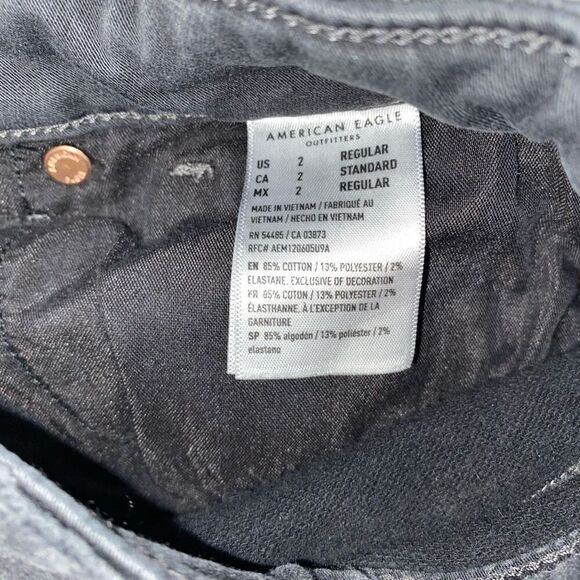 AMERICAN EAGLE
OUTFITTERS
US 2 REGULAR
CA 2 STANDARD
MX 2 REGULAR
MADE IN VIETNAM / FABRIQUÉ AU
VIETNAM / HECHO EN VIETNAM
RN 54485 / CA 03873
RFC# AEM120605U9A
EN 85% COTTON / 13% POLYESTER / 2%
ELASTANE. EXCLUSIVE OF DECORATION
FR 85% COTON / 13% POLYESTER / 2%
ÉLASTHANNE. À L'EXCEPTION DE LA
GARNITURE
SP 85% algodón / 13% poliéster / 2%
elastano